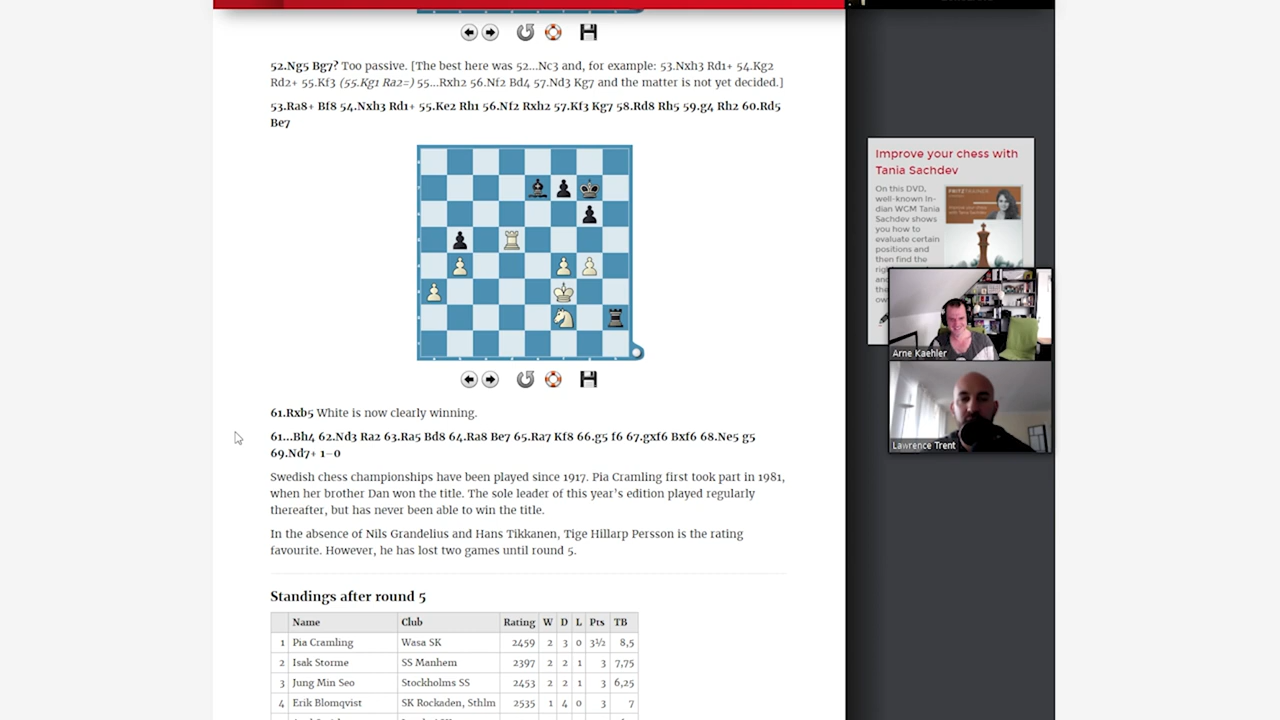 52.Ng5 Bg7? Too passive. [The best here was 52...Nc3 and, for example: 53.Nxh3 Rd1+ 54.Kg2
Rd2+ 55.Kf3 (55.Kg1 Ra2=) 55...Rxh2 56.Nf2 Bd4 57.Nd3 Kg7 and the matter is not yet decided.]
53.Ra8+ Bf8 54.Nxh3 Rd1+ 55.Ke2 Rh1 56.Nf2 Rxh2 57.Kf3 Kg7 58.Rd8 Rh5 59.g4 Rh2 60.Rd5
Be7
61.Rxb5 White is now clearly winning.
61...Bh4 62.Nd3 Ra2 63.Ra5 Bd8 64.Ra8 Be7 65.Ra7 Kf8 66.g5 f6 67.gxf6 Bxf6 68.Ne5 g5
69.Nd7+ 1–0
Swedish chess championships have been played since 1917. Pia Cramling first took part in 1981,
when her brother Dan won the title. The sole leader of this year's edition played regularly
thereafter, but has never been able to win the title.
In the absence of Nils Grandelius and Hans Tikkanen, Tige Hillarp Persson is the rating
favourite. However, he has lost two games until round 5.
Standings after round 5
Name Club Rating W D L Pts TB
1 Pia Cramling Wasa SK 2459 2 3 0 3½ 8,5
2 Isak Storme SS Manhem 2397 2 2 1 3 7,75
3 Jung Min Seo Stockholms SS 2453 2 2 1 3 6,25
4 Erik Blomqvist SK Rockaden, Sthlm 2535 1 4 0 3 7
Improve your chess with
Tania Sachdev
On this DVD,
well-known In-
dian WCM Tania
Sachdev shows
you how to
evaluate certain
positions and
then find the
Arne Kaehler
Lawrence Trent